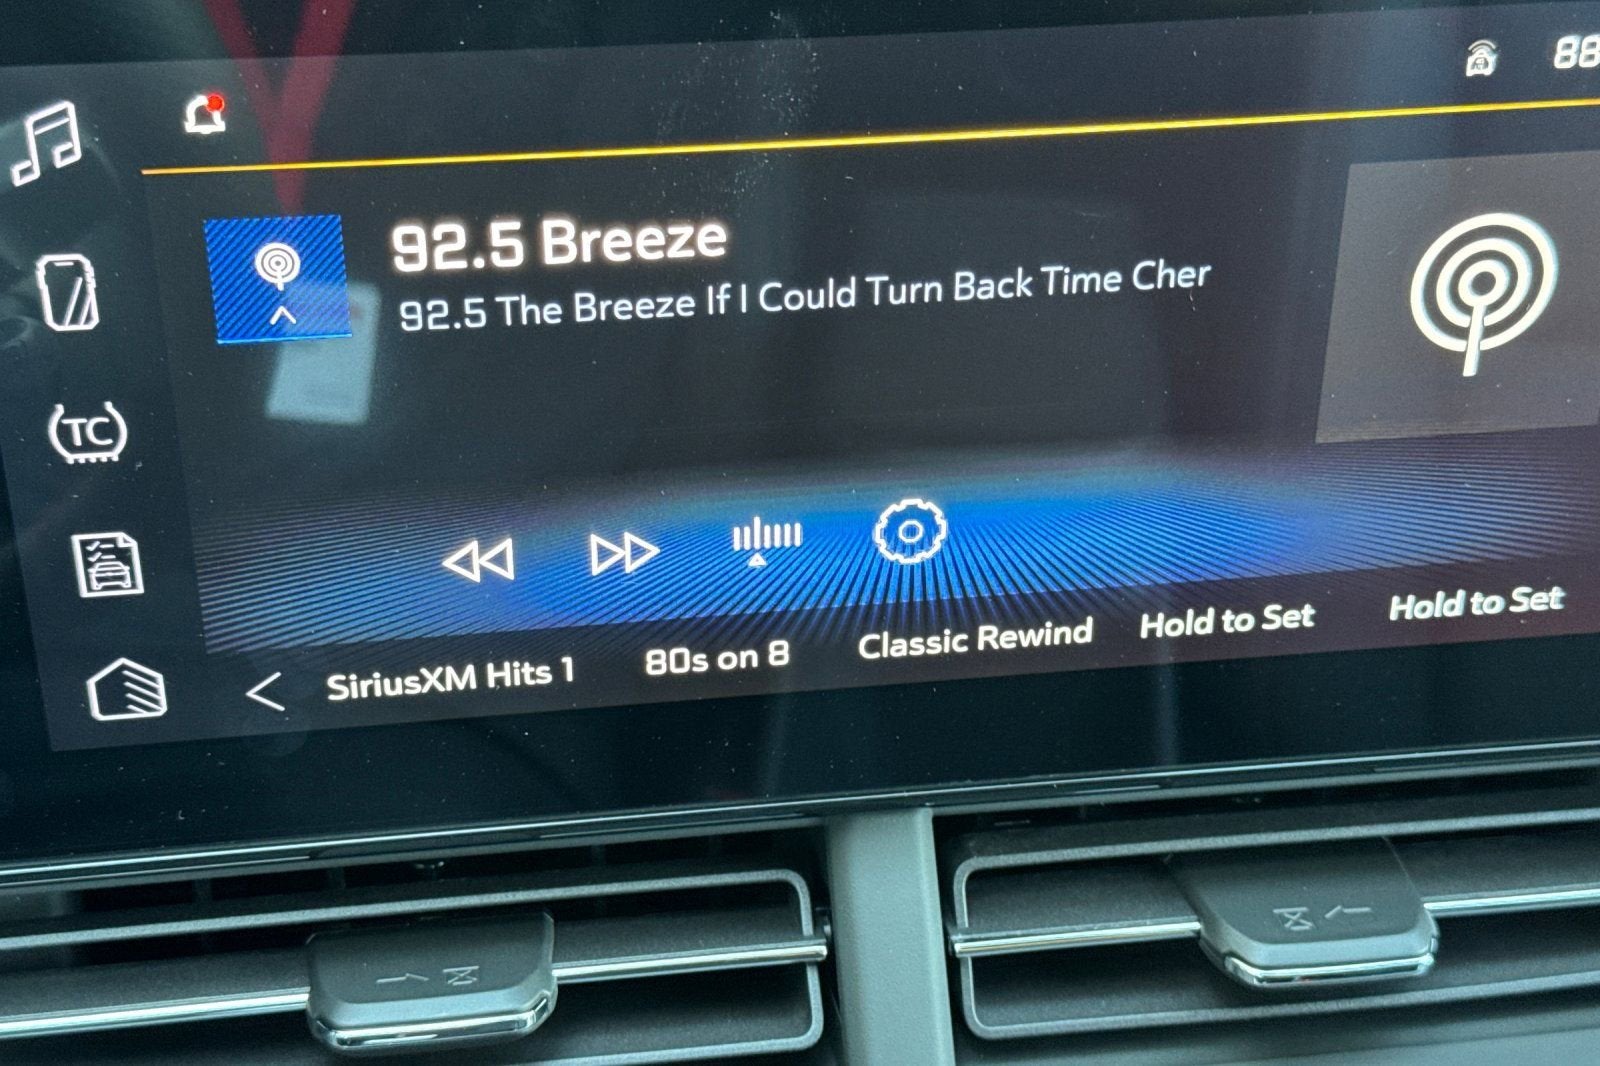 88
92.5 Breeze
92.5 The Breeze If I Could Turn Back Time Cher
TC
SiriusXM Hits 1
80s on 8
Classic Rewind
Hold to Set
Hold to Set